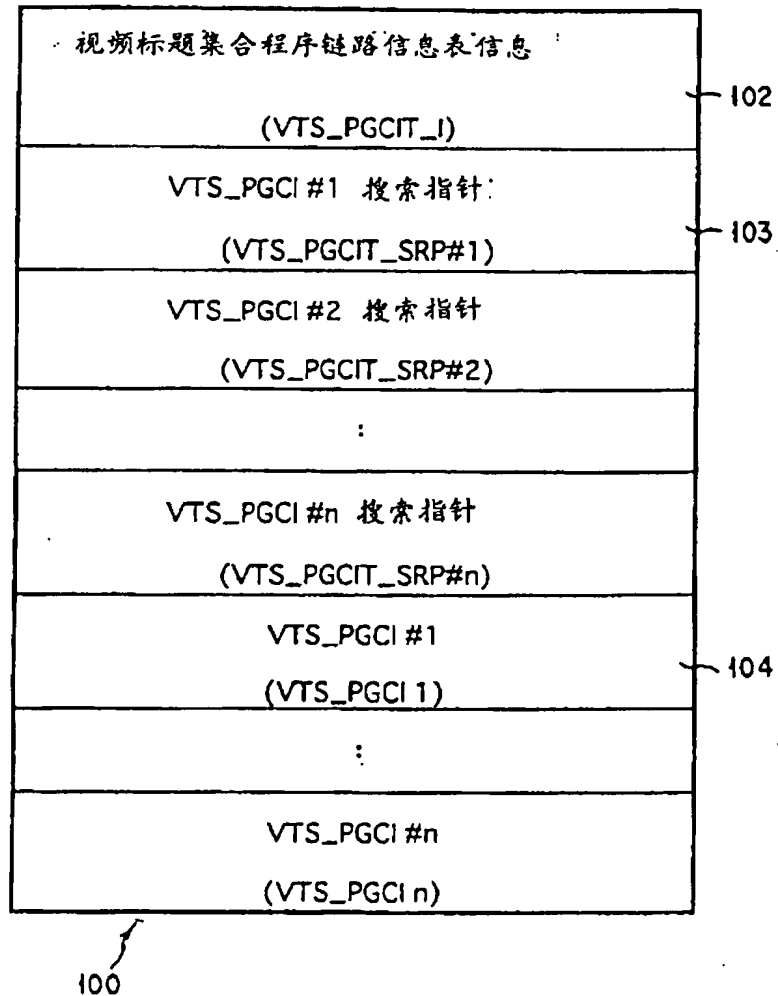 视频标题集合程序链路信息表信息
(VTS_PGCIT_I)
102
VTS_PGCI #1 搜索指针
(VTS_PGCIT_SRP#1)
103
VTS_PGCI #2 搜索指针
(VTS_PGCIT_SRP#2)
:
VTS_PGCI #n 搜索指针
(VTS_PGCIT_SRP#n)
VTS_PGCI #1
(VTS_PGCI 1)
104
:
VTS_PGCI #n
(VTS_PGCI n)
100